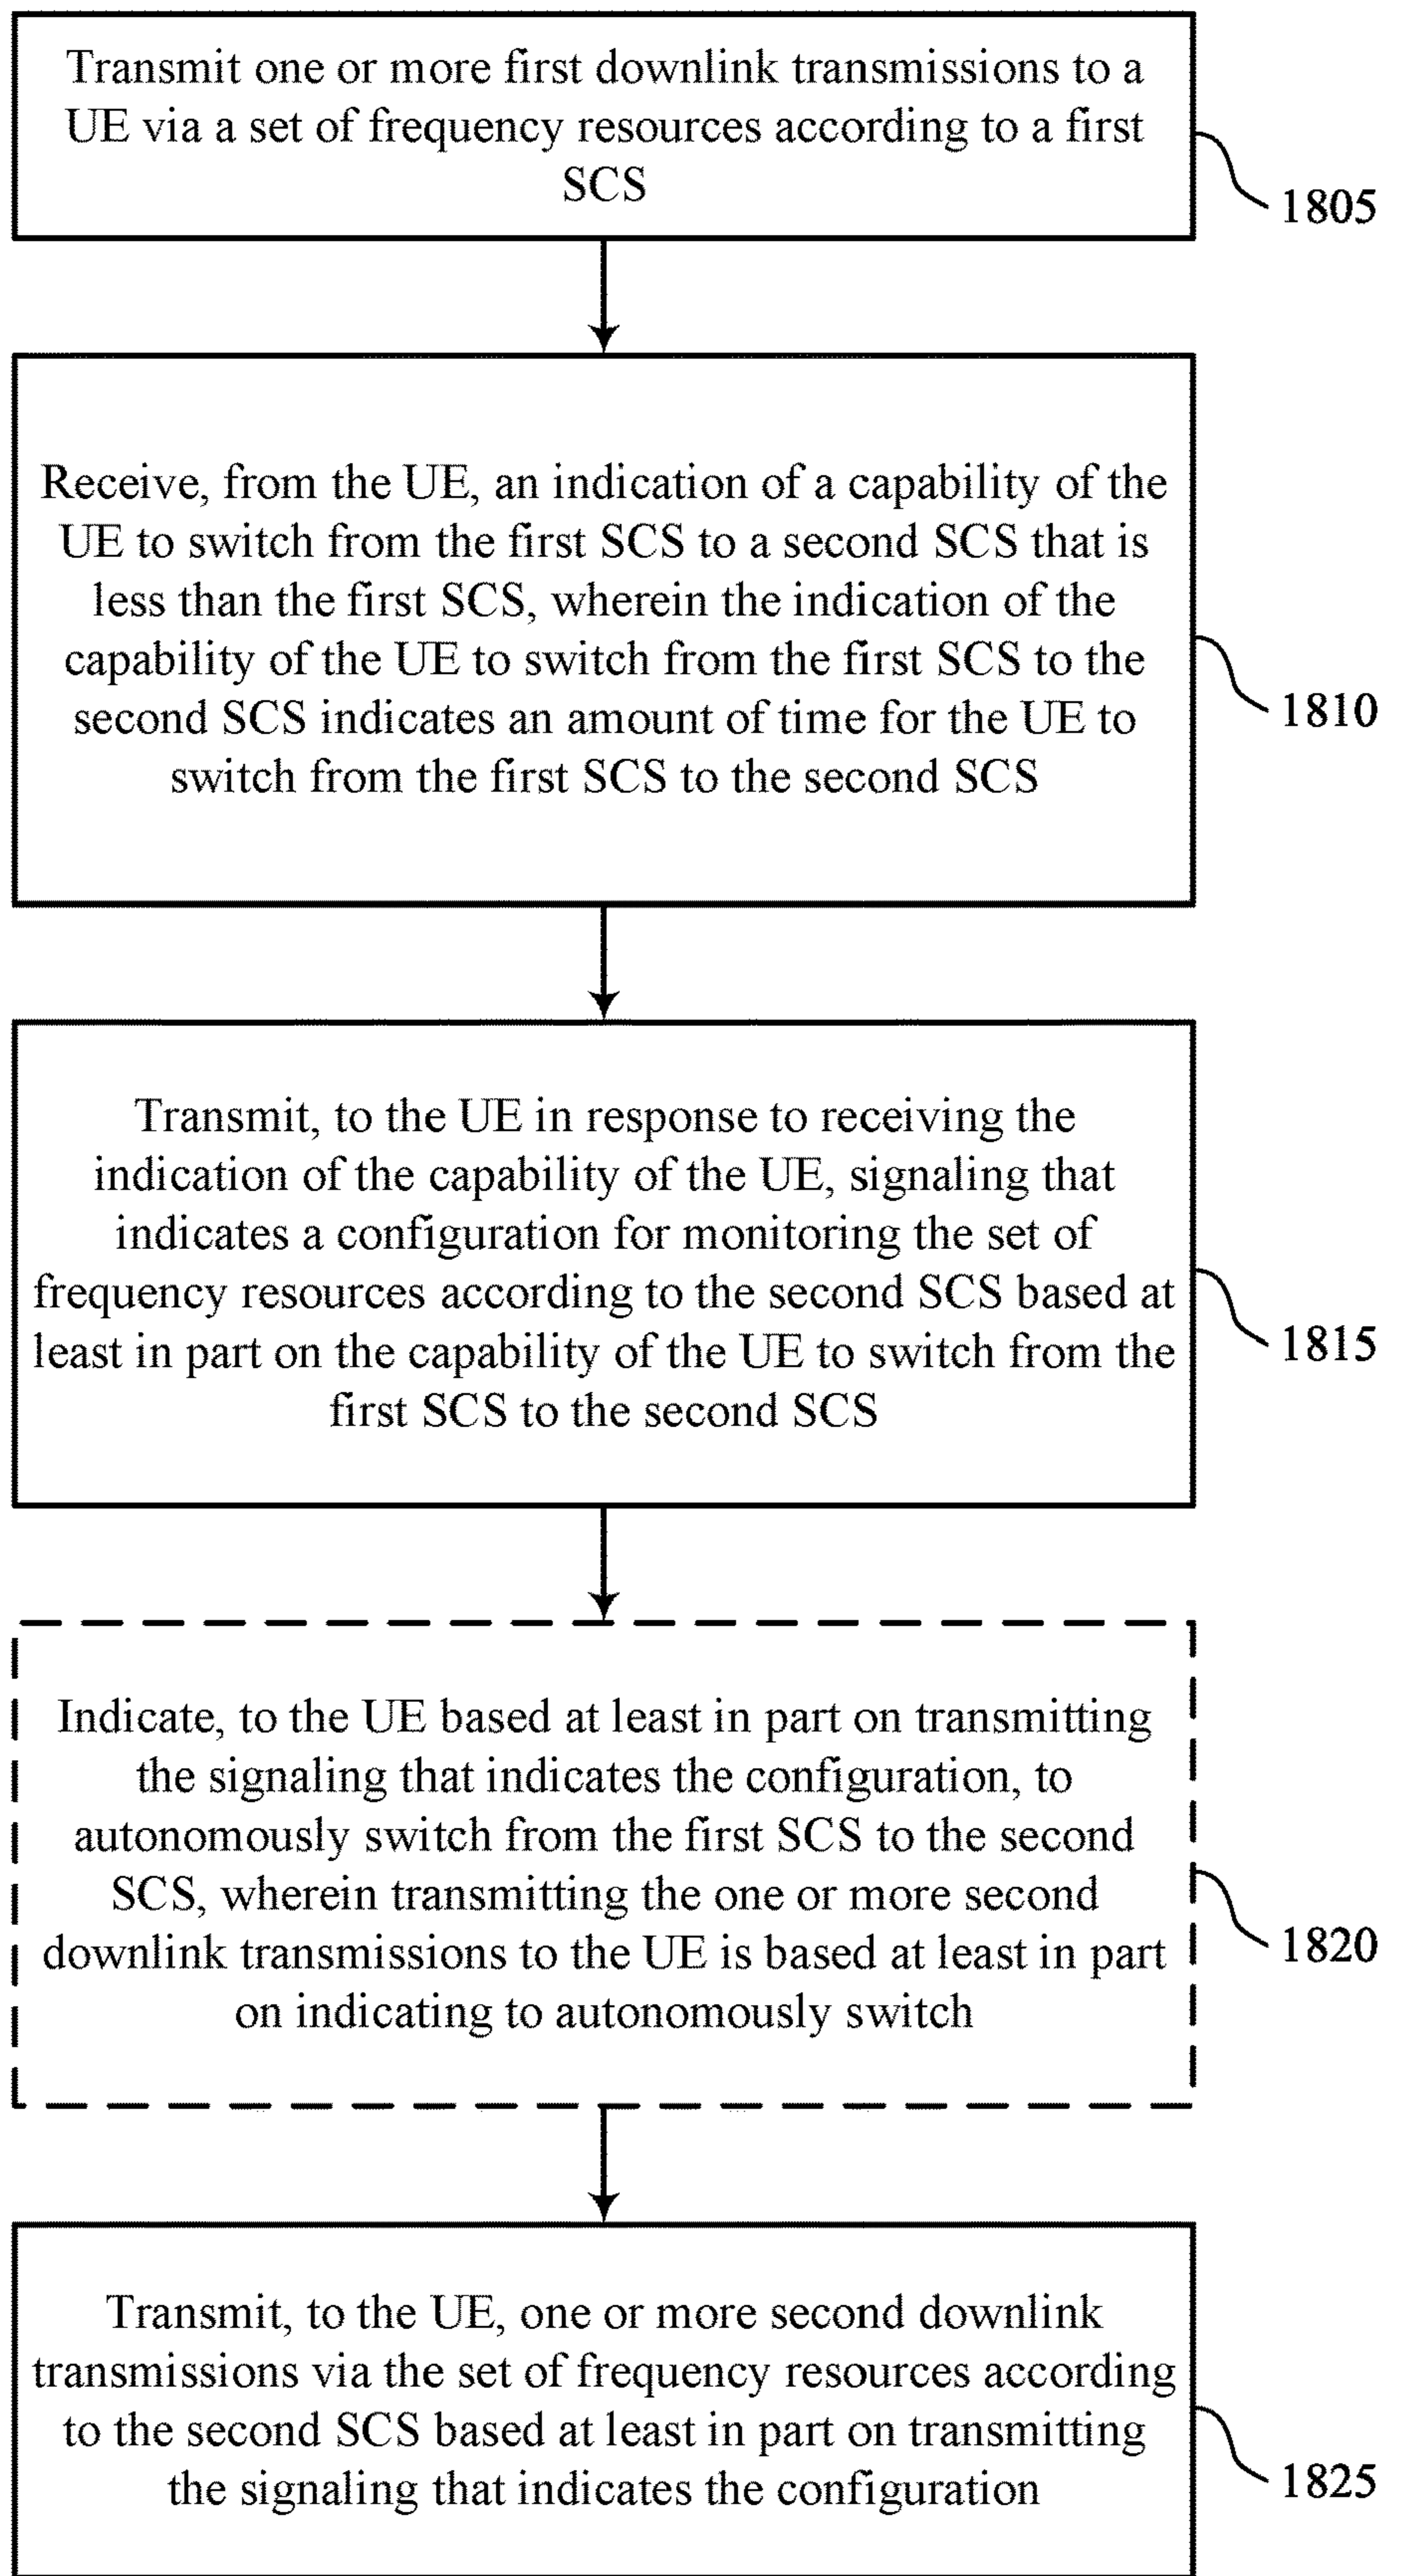 Transmit one or more first downlink transmissions to a
UE via a set of frequency resources according to a first
SCS
1805
Receive, from the UE, an indication of a capability of the
UE to switch from the first SCS to a second SCS that is
less than the first SCS, wherein the indication of the
capability of the UE to switch from the first SCS to the
second SCS indicates an amount of time for the UE to
switch from the first SCS to the second SCS
1810
Transmit, to the UE in response to receiving the
indication of the capability of the UE, signaling that
indicates a configuration for monitoring the set of
frequency resources according to the second SCS based at
least in part on the capability of the UE to switch from the
first SCS to the second SCS
1815
Indicate, to the UE based at least in part on transmitting
the signaling that indicates the configuration, to
autonomously switch from the first SCS to the second
SCS, wherein transmitting the one or more second
downlink transmissions to the UE is based at least in part
on indicating to autonomously switch
1820
Transmit, to the UE, one or more second downlink
transmissions via the set of frequency resources according
to the second SCS based at least in part on transmitting
the signaling that indicates the configuration
1825